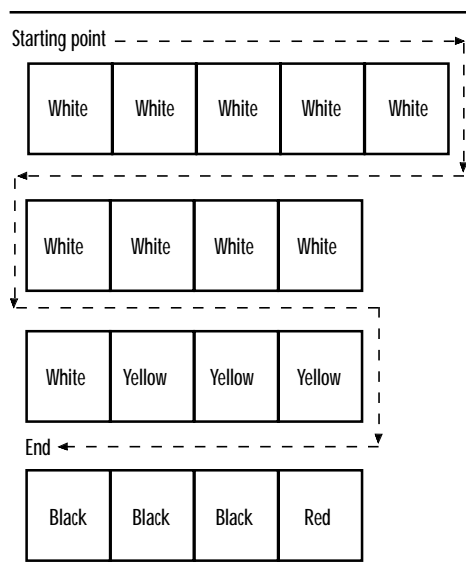 Starting point
White White White White White
White White White White
White Yellow Yellow Yellow
End
Black Black Black Red